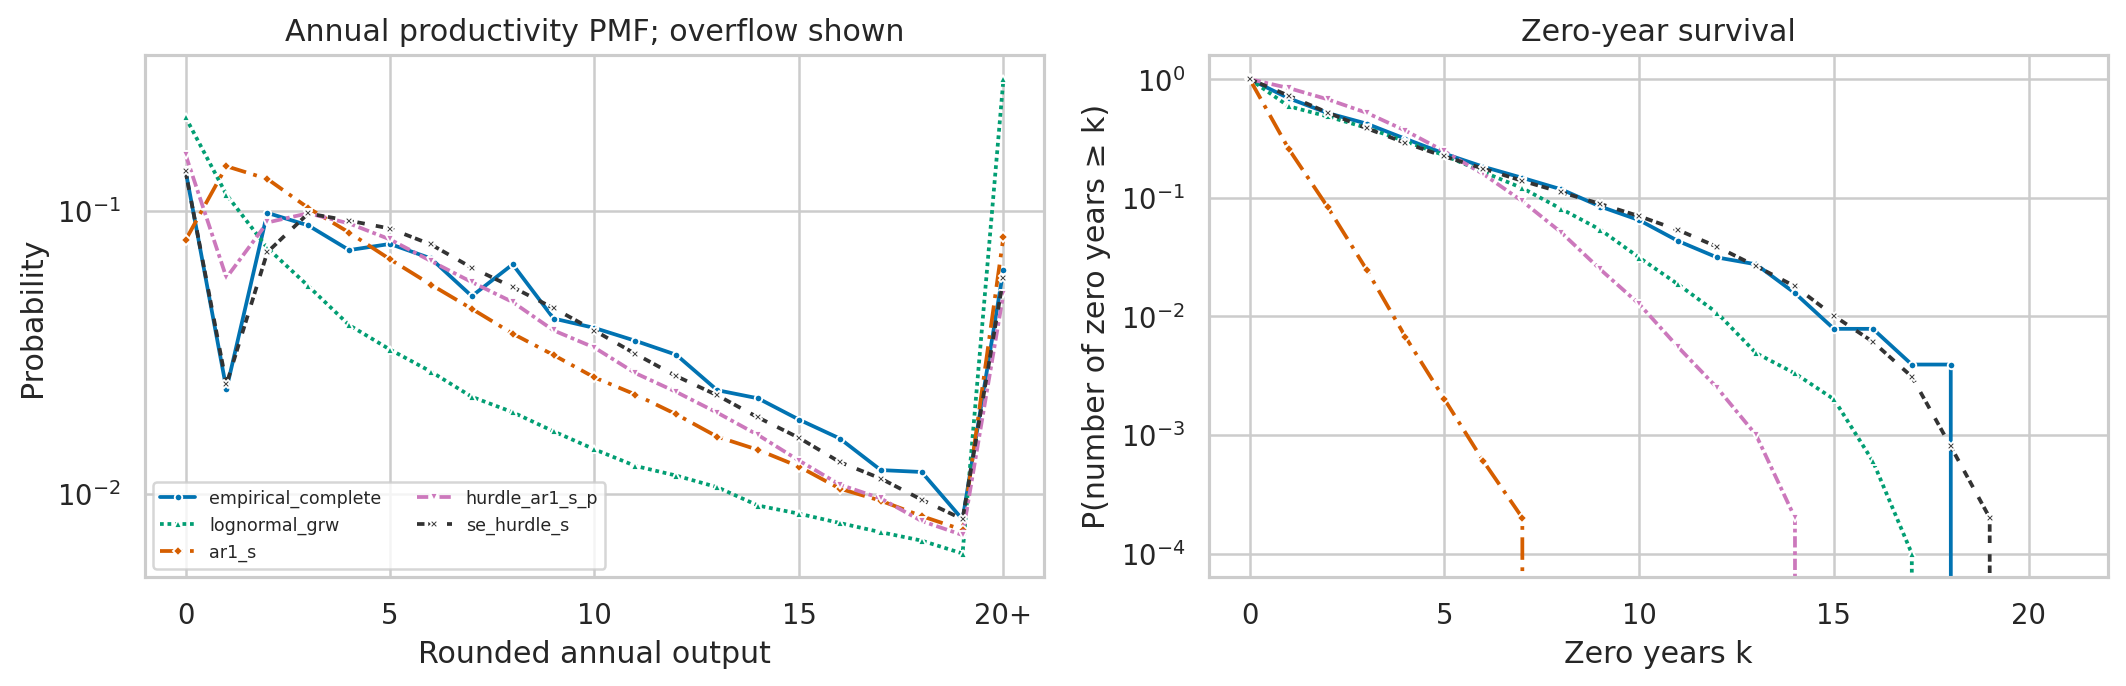 Annual productivity PMF; overflow shown
Probability
10⁻¹
10⁻²
empirical_complete
lognormal_grw
ar1_s
hurdle_ar1_s_p
se_hurdle_s
0 5 10 15 20+
Rounded annual output
Zero-year survival
P(number of zero years ≥ k)
10⁰
10⁻¹
10⁻²
10⁻³
10⁻⁴
0 5 10 15 20
Zero years k